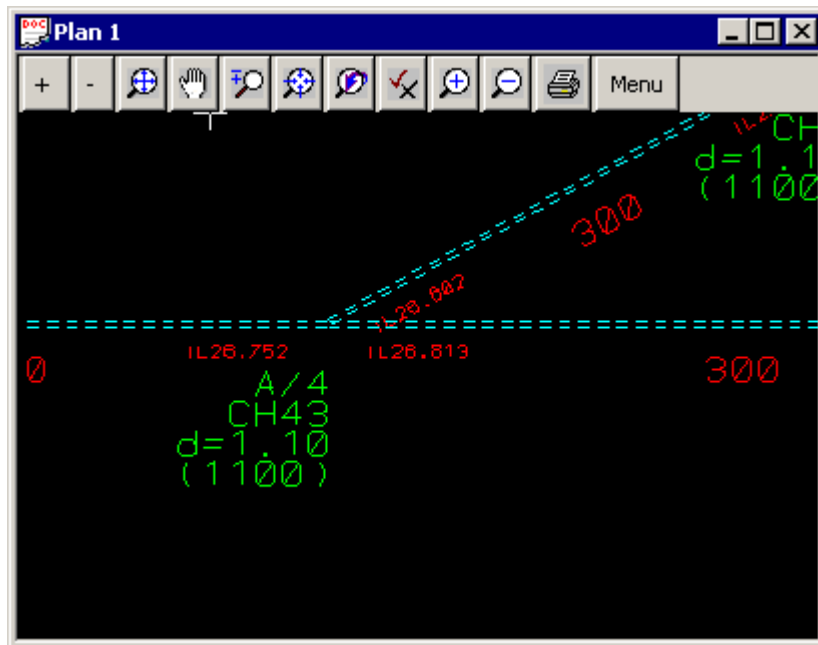 DOC
Plan 1
+ - Menu
CH
d=1.1
(1100
300
IL26.802
IL26.752 IL26.813
0 300
A/4
CH43
d=1.10
(1100)